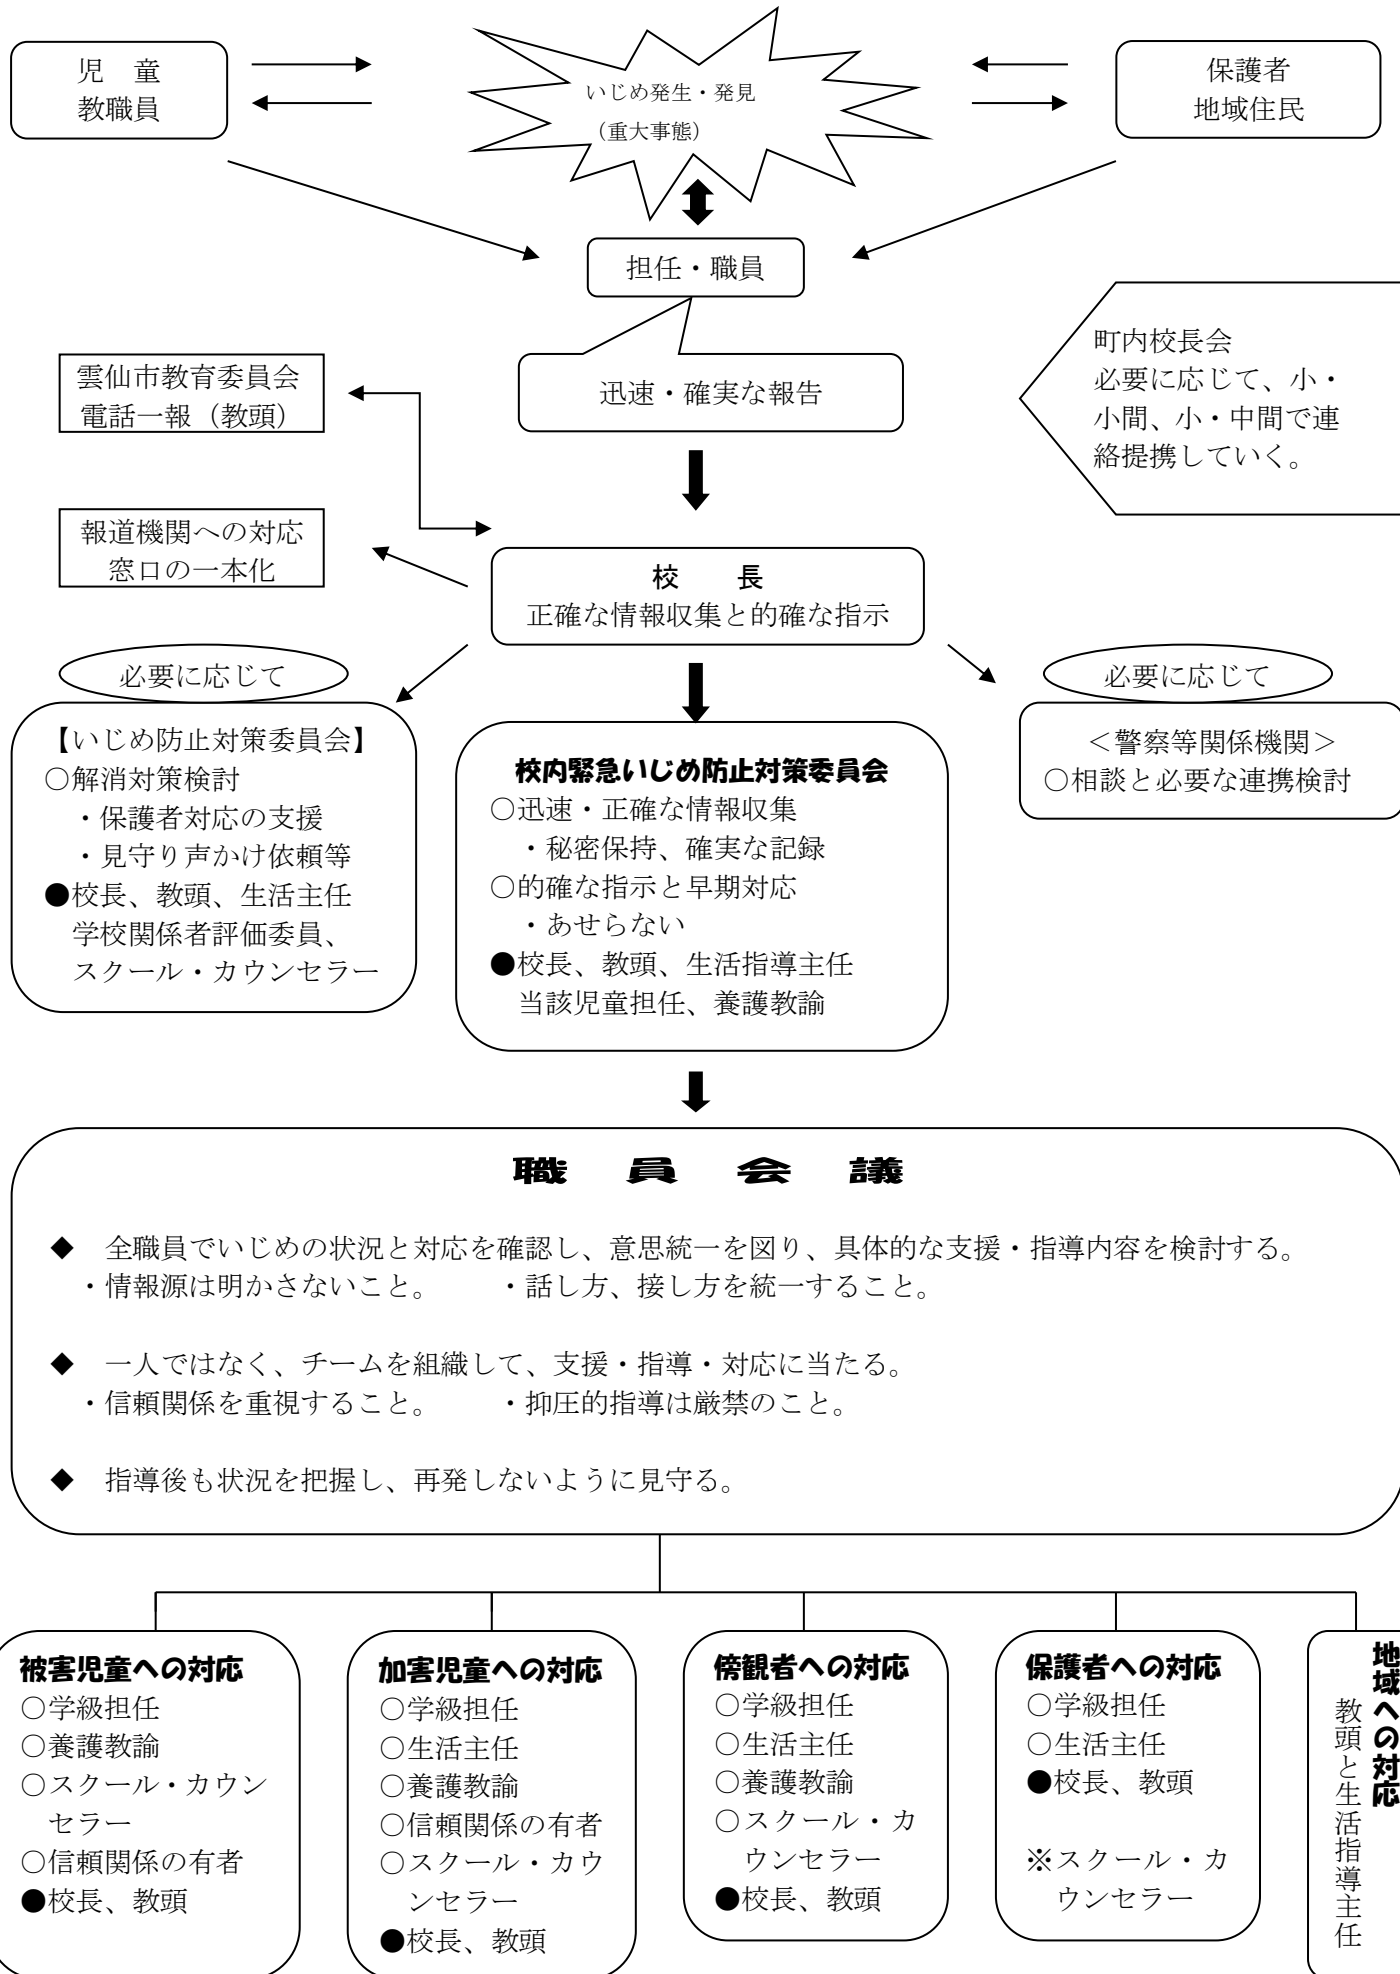 児　童
教職員
いじめ発生・発見
（重大事態）
保護者
地域住民
担任・職員
迅速・確実な報告
町内校長会
必要に応じて、小・
小間、小・中間で連
絡提携していく。
雲仙市教育委員会
電話一報（教頭）
報道機関への対応
窓口の一本化
校　　長
正確な情報収集と的確な指示
必要に応じて
【いじめ防止対策委員会】
○解消対策検討
・保護者対応の支援
・見守り声かけ依頼等
●校長、教頭、生活主任
学校関係者評価委員、
スクール・カウンセラー
校内緊急いじめ防止対策委員会
○迅速・正確な情報収集
・秘密保持、確実な記録
○的確な指示と早期対応
・あせらない
●校長、教頭、生活指導主任
当該児童担任、養護教諭
必要に応じて
＜警察等関係機関＞
○相談と必要な連携検討
職　員　会　議
◆　全職員でいじめの状況と対応を確認し、意思統一を図り、具体的な支援・指導内容を検討する。
・情報源は明かさないこと。　　・話し方、接し方を統一すること。
◆　一人ではなく、チームを組織して、支援・指導・対応に当たる。
・信頼関係を重視すること。　　・抑圧的指導は厳禁のこと。
◆　指導後も状況を把握し、再発しないように見守る。
被害児童への対応
○学級担任
○養護教諭
○スクール・カウン
セラー
○信頼関係の有者
●校長、教頭
加害児童への対応
○学級担任
○生活主任
○養護教諭
○信頼関係の有者
○スクール・カウ
ンセラー
●校長、教頭
傍観者への対応
○学級担任
○生活主任
○養護教諭
○スクール・カ
ウンセラー
●校長、教頭
保護者への対応
○学級担任
○生活主任
●校長、教頭
※スクール・カ
ウンセラー
地域への対応
教頭と生活指導主任